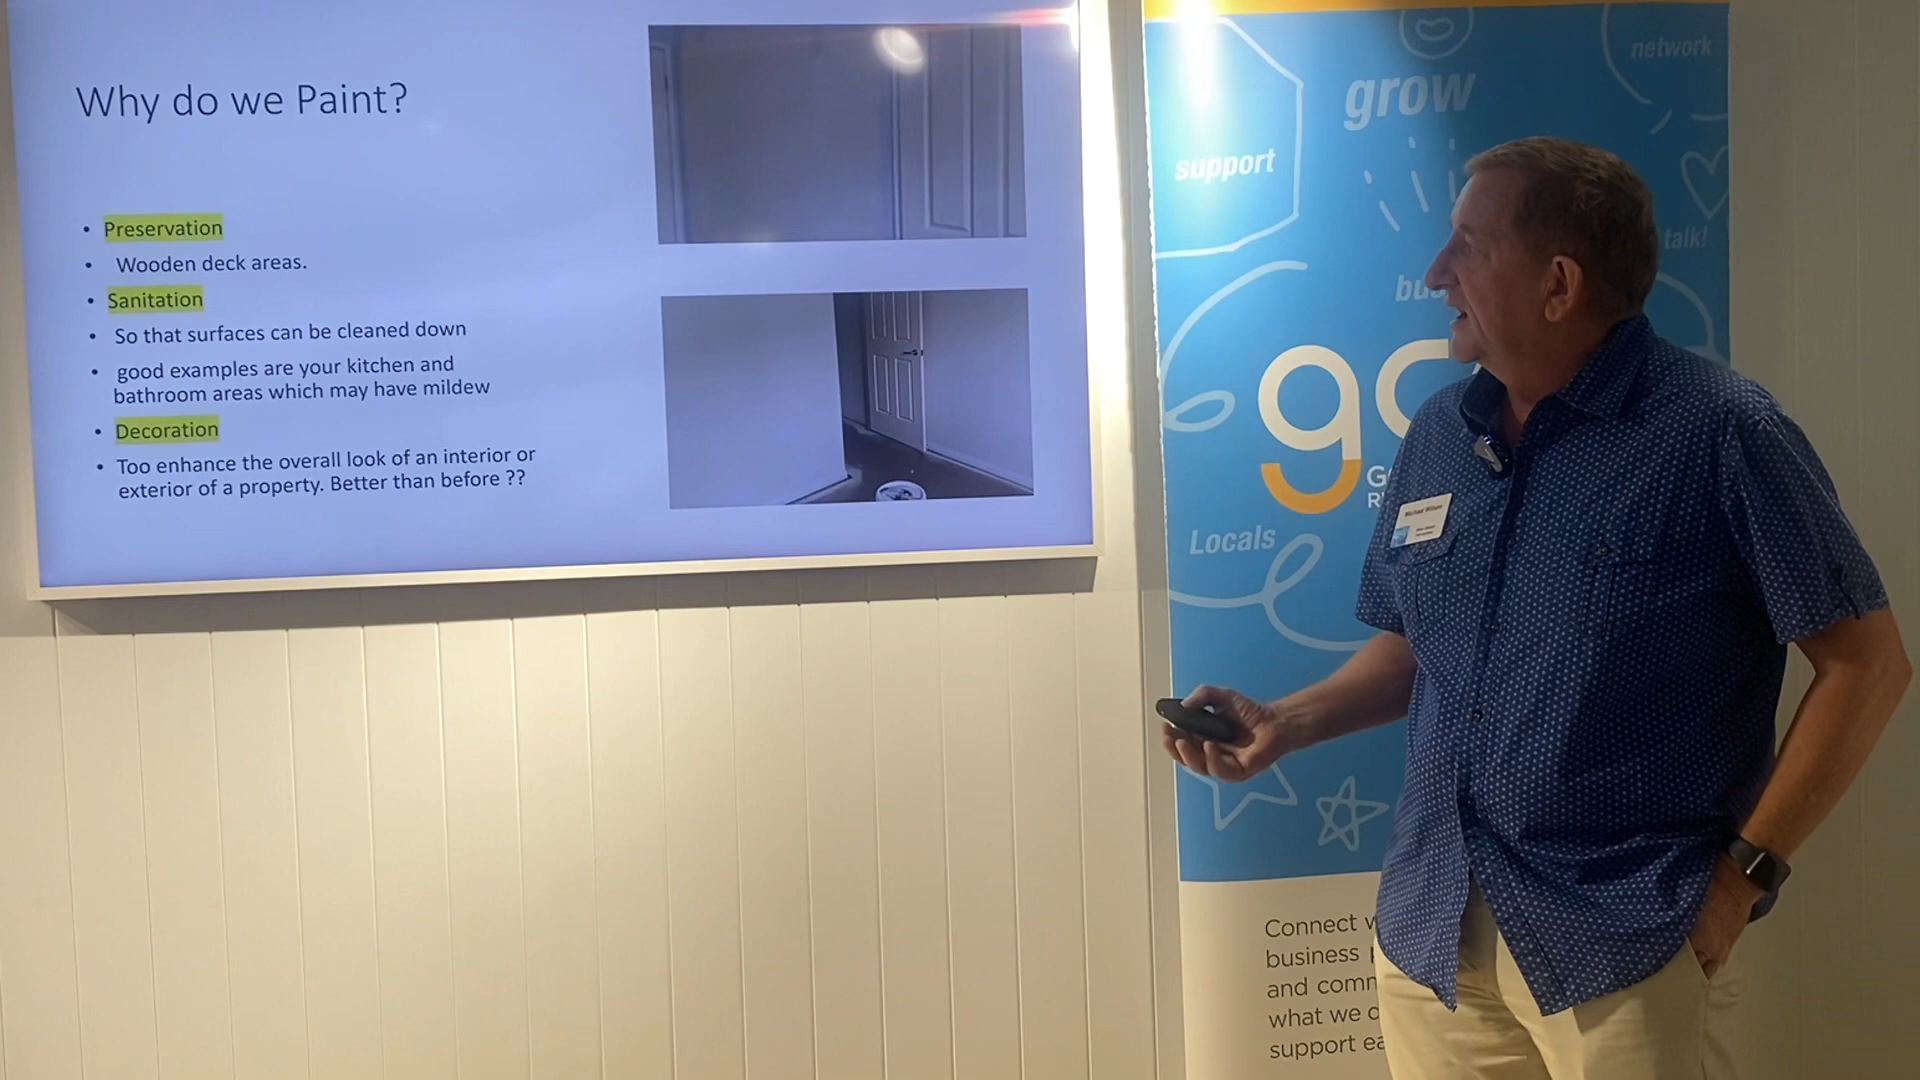 Why do we Paint?
• Preservation
• Wooden deck areas.
• Sanitation
• So that surfaces can be cleaned down
• good examples are your kitchen and
bathroom areas which may have mildew
• Decoration
• Too enhance the overall look of an interior or
exterior of a property. Better than before ??
network
grow
support
talk!
Locals
Michael Wilson
Connect
business
and
what we
support